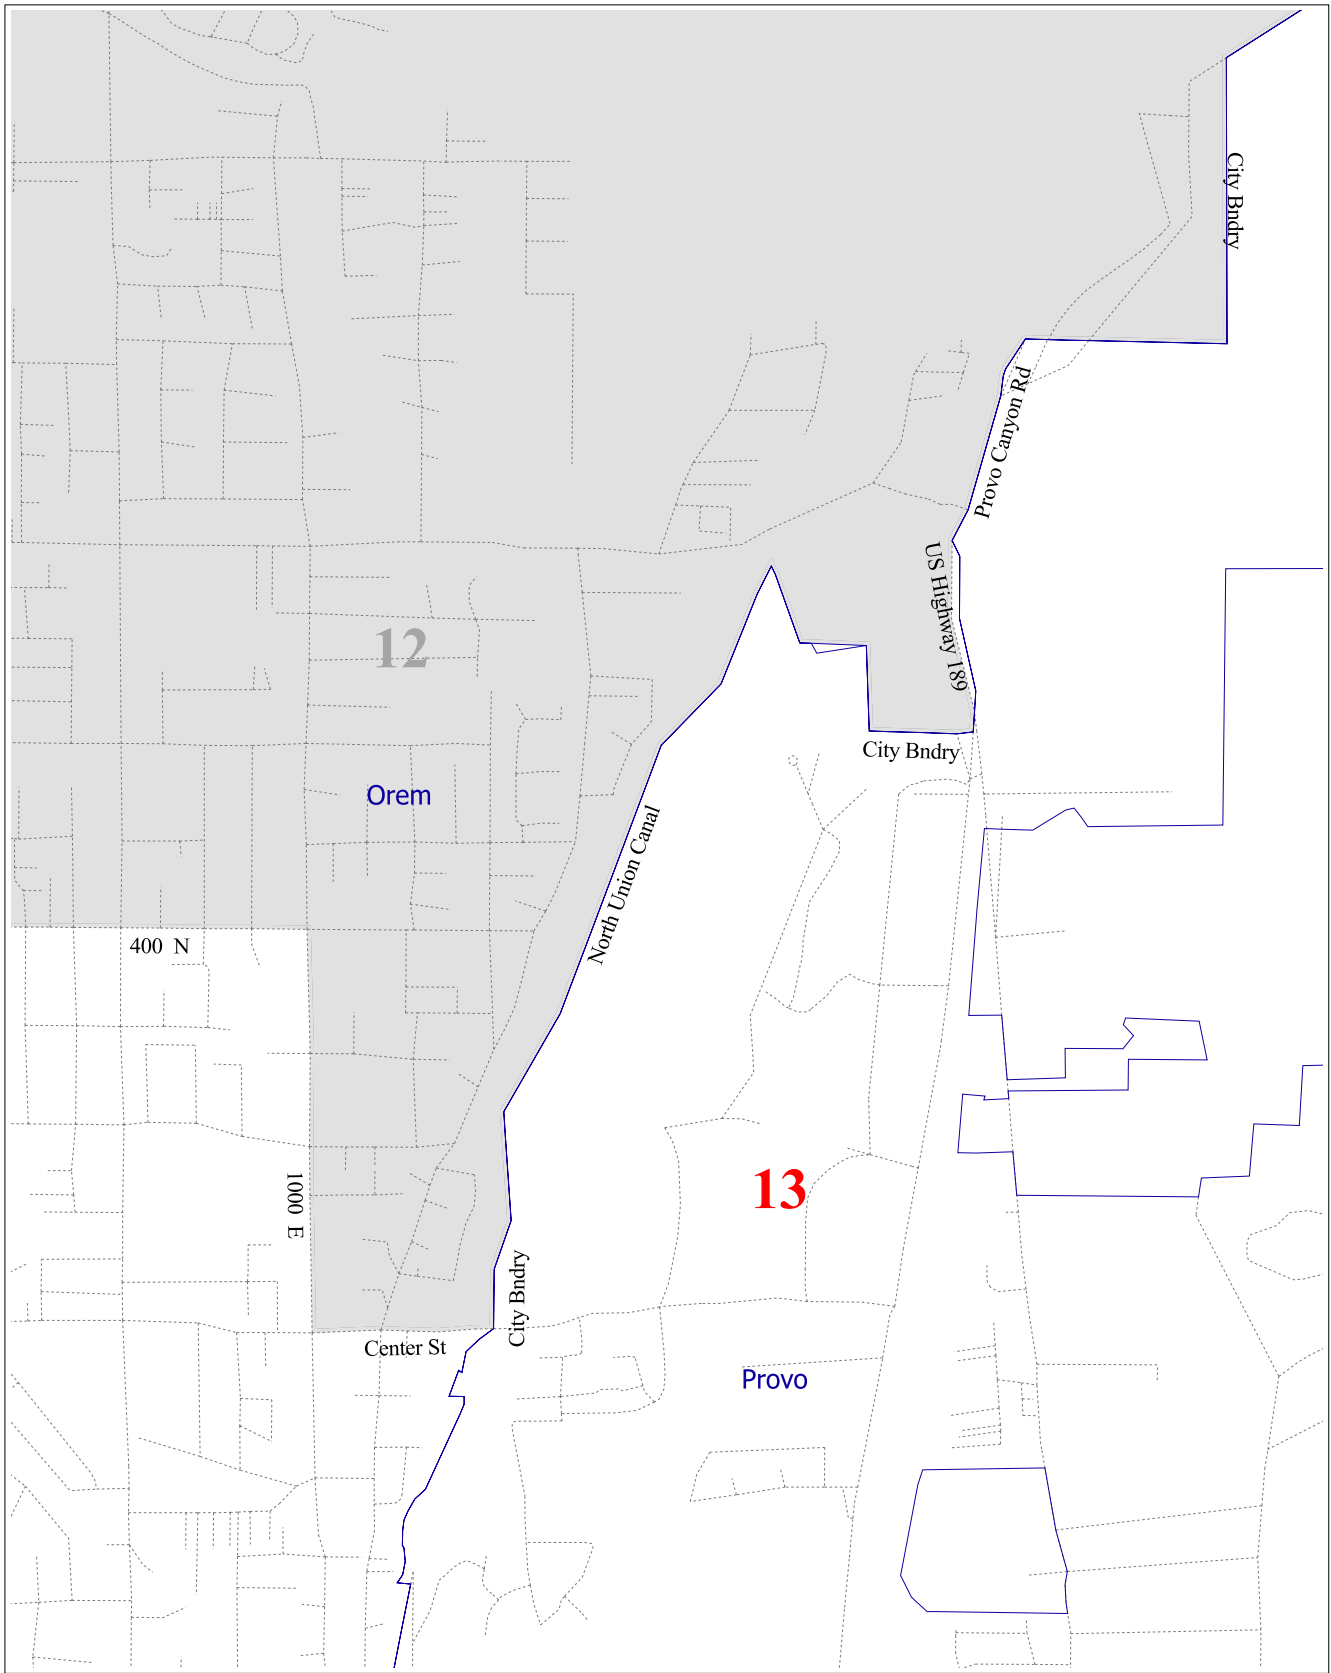 City Bndry
Provo Canyon Rd
US Highway 189
12
City Bndry
Orem
North Union Canal
400 N
13
1000 E
City Bndry
Center St
Provo